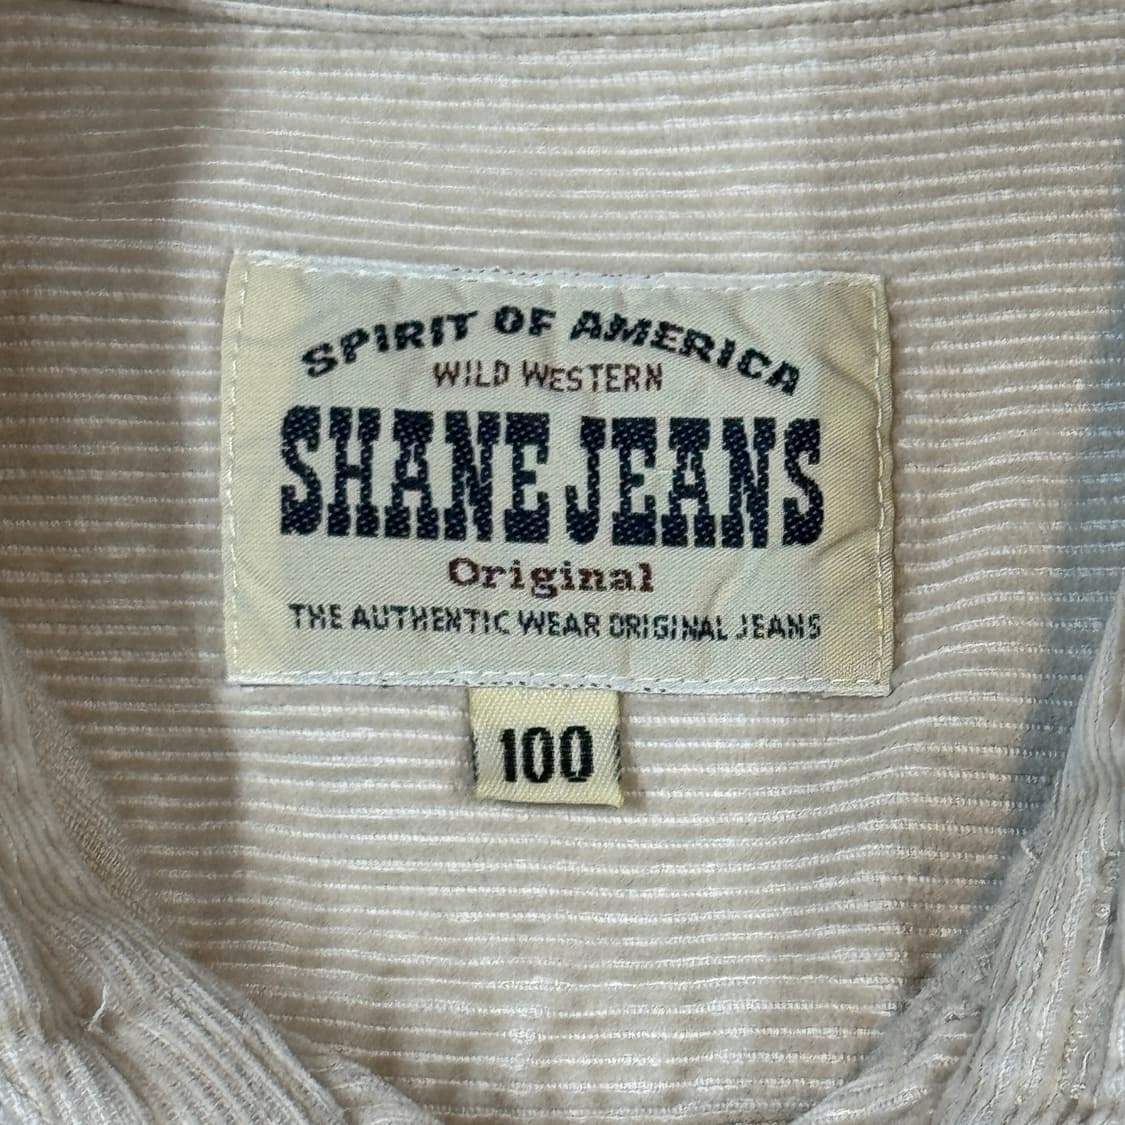 SPIRIT OF AMERICA
WILD WESTERN
SHANE JEANS
Original
THE AUTHENTIC WEAR ORIGINAL JEANS
100